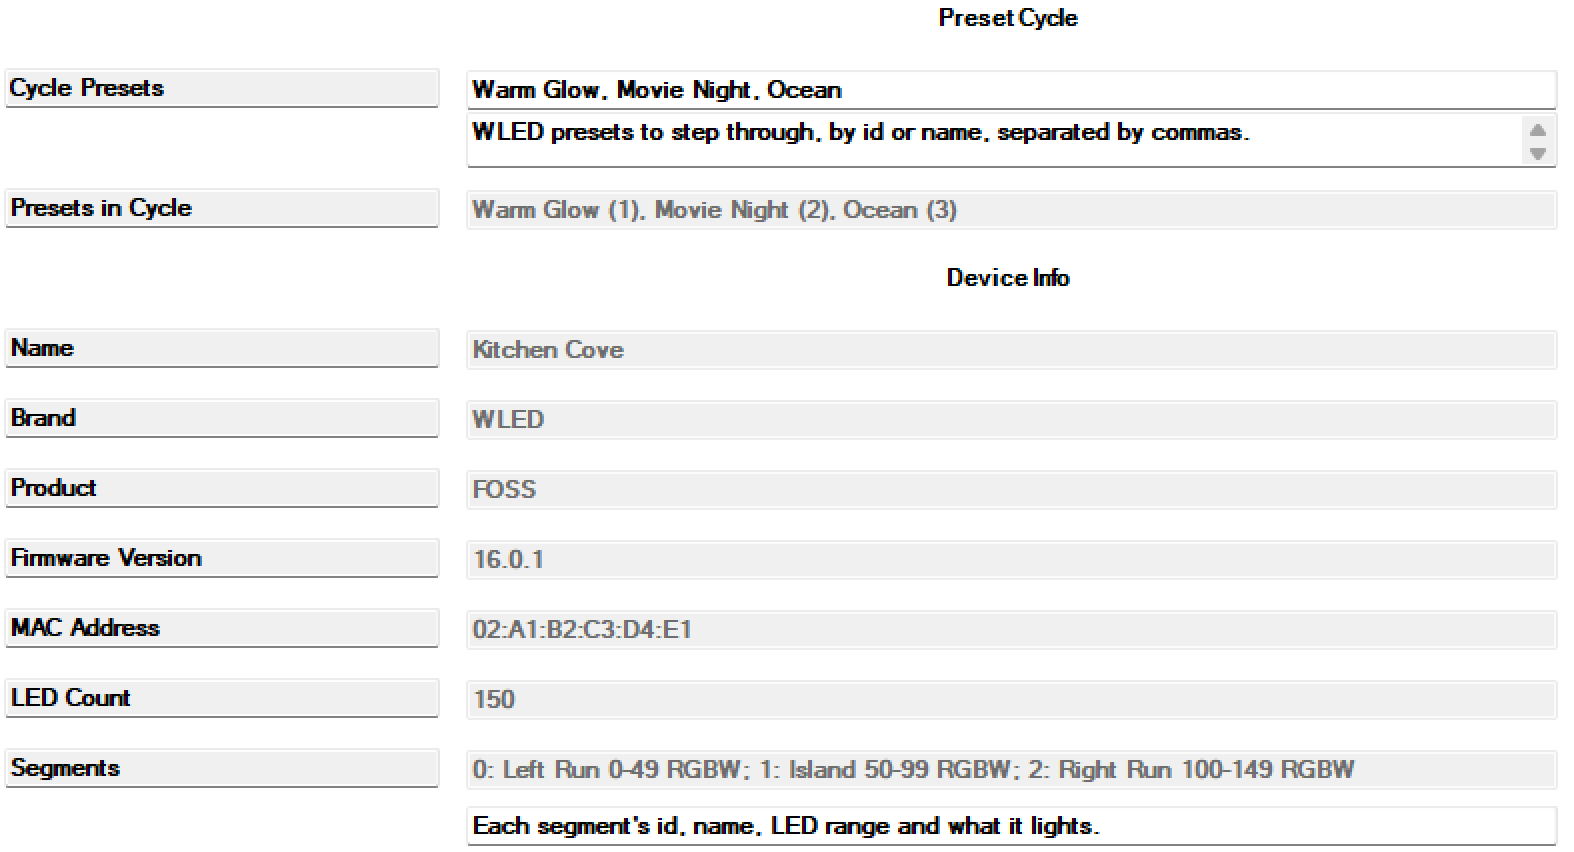 Preset Cycle
Cycle Presets
Warm Glow, Movie Night, Ocean
WLED presets to step through, by id or name, separated by commas.
Presets in Cycle
Warm Glow (1), Movie Night (2), Ocean (3)
Device Info
Name
Kitchen Cove
Brand
WLED
Product
FOSS
Firmware Version
16.0.1
MAC Address
02:A1:B2:C3:D4:E1
LED Count
150
Segments
0: Left Run 0-49 RGBW; 1: Island 50-99 RGBW; 2: Right Run 100-149 RGBW
Each segment's id, name, LED range and what it lights.